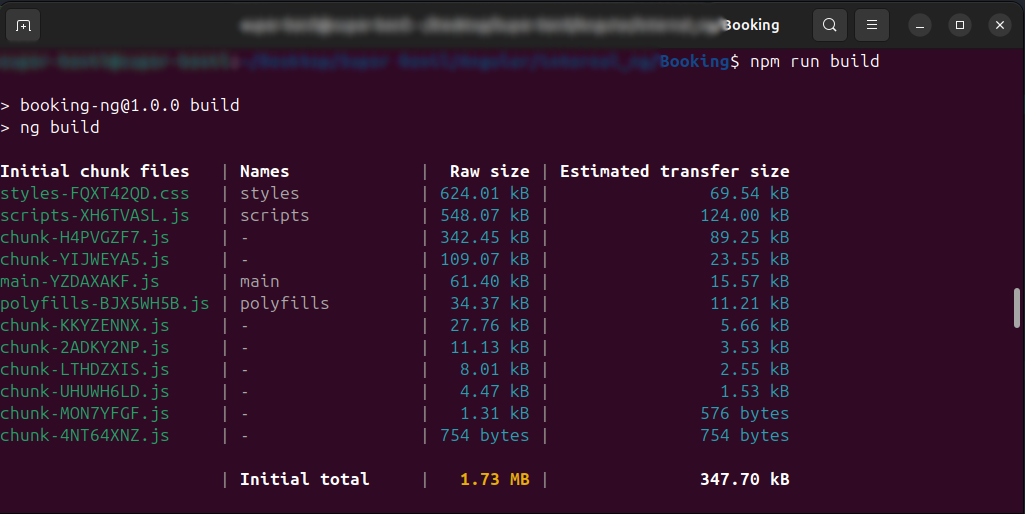 Booking
Booking$ npm run build
> booking-ng@1.0.0 build
> ng build
Initial chunk files | Names | Raw size | Estimated transfer size
styles-FQXT42QD.css | styles | 624.01 kB | 69.54 kB
scripts-XH6TVASL.js | scripts | 548.07 kB | 124.00 kB
chunk-H4PVGZF7.js | - | 342.45 kB | 89.25 kB
chunk-YIJWEYA5.js | - | 109.07 kB | 23.55 kB
main-YZDAXAKF.js | main | 61.40 kB | 15.57 kB
polyfills-BJX5WH5B.js | polyfills | 34.37 kB | 11.21 kB
chunk-KKYZENNX.js | - | 27.76 kB | 5.66 kB
chunk-2ADKY2NP.js | - | 11.13 kB | 3.53 kB
chunk-LTHDZXIS.js | - | 8.01 kB | 2.55 kB
chunk-UHUWH6LD.js | - | 4.47 kB | 1.53 kB
chunk-MON7YFGF.js | - | 1.31 kB | 576 bytes
chunk-4NT64XNZ.js | - | 754 bytes | 754 bytes
| Initial total | 1.73 MB | 347.70 kB